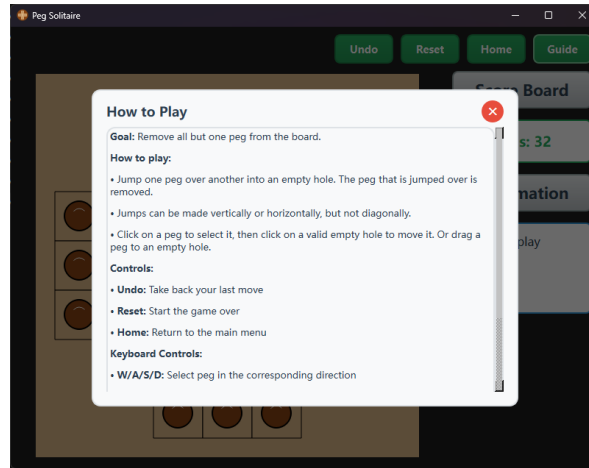 Peg Solitaire
Undo Reset Home Guide
Board
How to Play
s: 32
Goal: Remove all but one peg from the board.
How to play:
• Jump one peg over another into an empty hole. The peg that is jumped over is
removed.
mation
• Jumps can be made vertically or horizontally, but not diagonally.
• Click on a peg to select it, then click on a valid empty hole to move it. Or drag a
peg to an empty hole.
play
Controls:
• Undo: Take back your last move
• Reset: Start the game over
• Home: Return to the main menu
Keyboard Controls:
• W/A/S/D: Select peg in the corresponding direction